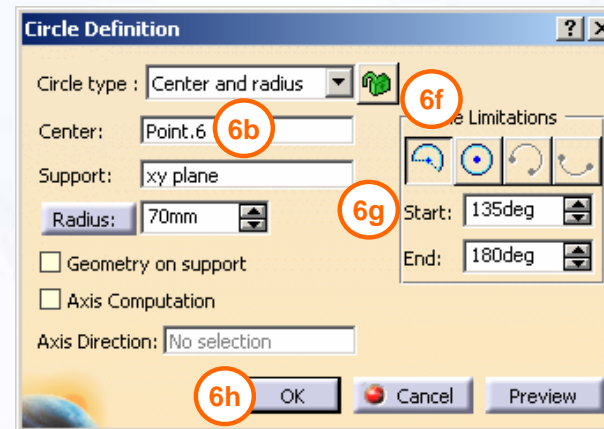 Circle Definition
? X
Circle type : Center and radius
6f
Center: Point.6 6b
e Limitations
Support: xy plane
Radius: 70mm
6g Start: 135deg
End: 180deg
Geometry on support
Axis Computation
Axis Direction: No selection
6h OK Cancel Preview